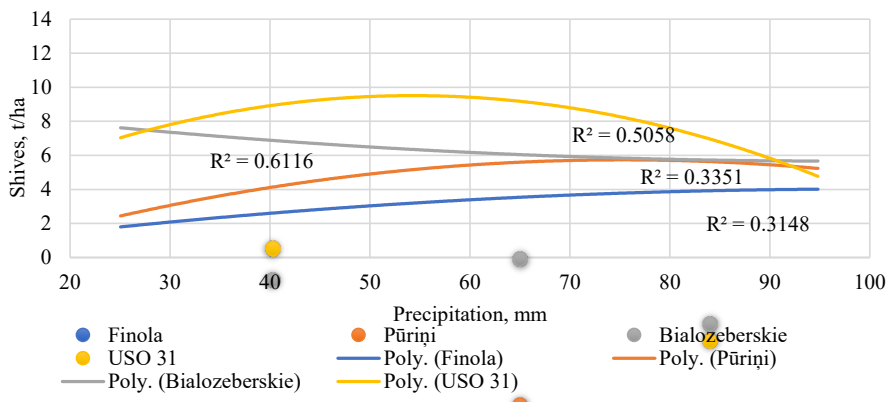 14
12
10
8
6
4
2
0
Shives, t/ha
R² = 0.5058
R² = 0.6116
R² = 0.3351
R² = 0.3148
20 30 40 50 60 70 80 90 100
Precipitation, mm
Finola Pūriņi Bialozeberskie
USO 31 Poly. (Finola) Poly. (Pūriņi)
Poly. (Bialozeberskie) Poly. (USO 31)